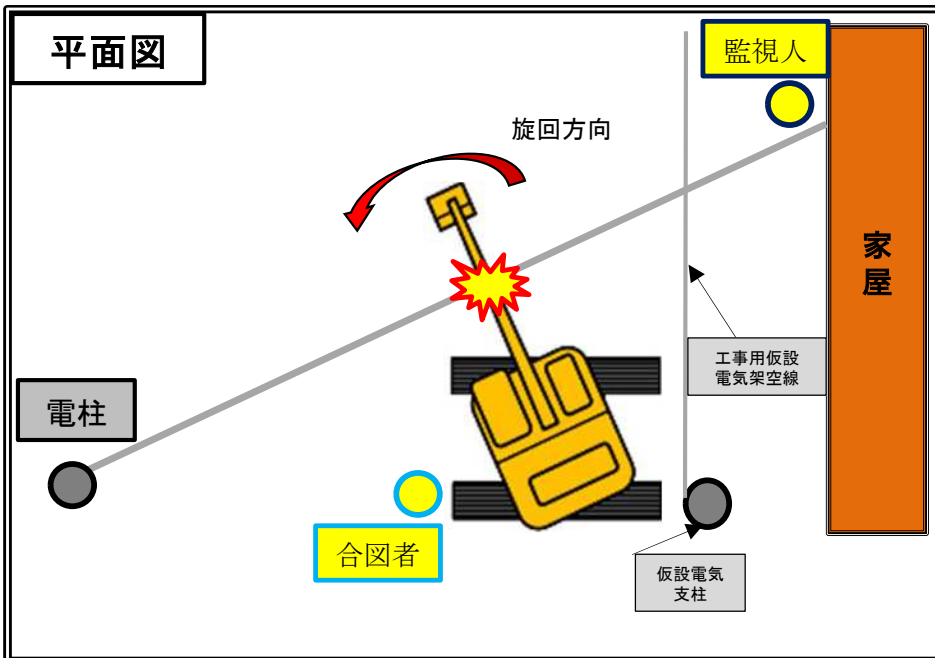 平面図
監視人
旋回方向
家
屋
工事用仮設
電気架空線
電柱
合図者
仮設電気
支柱